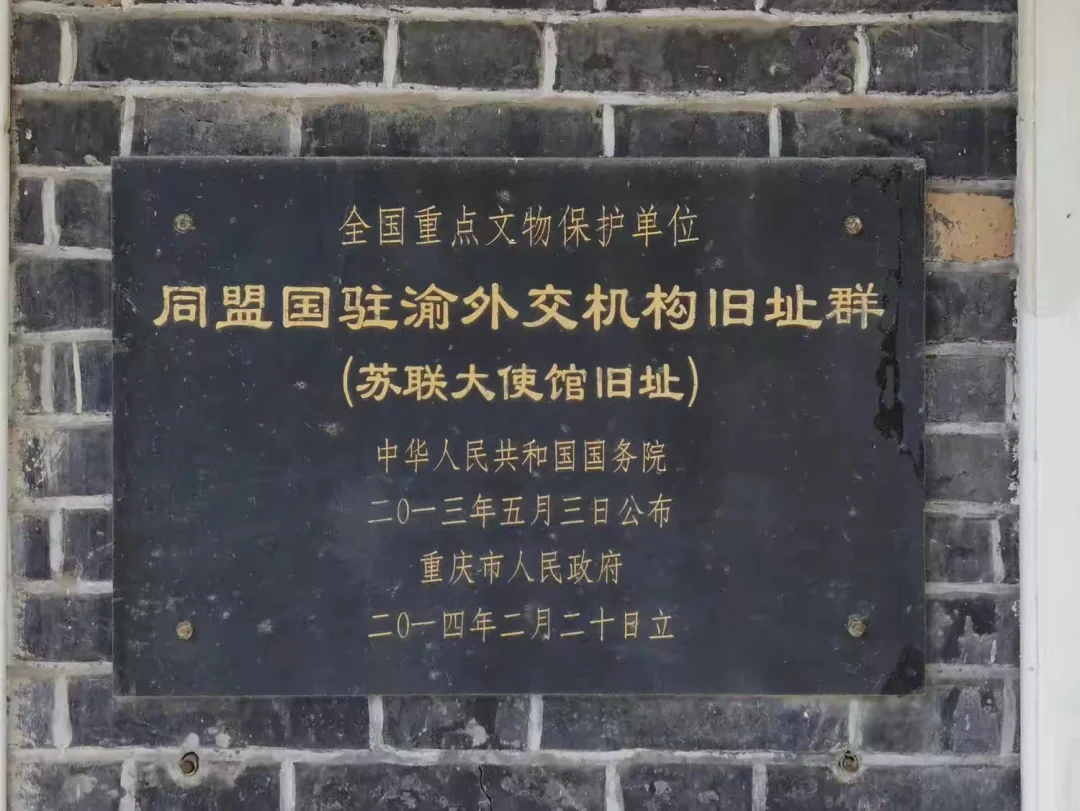 全国重点文物保护单位
同盟国驻渝外交机构旧址群
(苏联大使馆旧址)
中华人民共和国国务院
二0一三年五月三日公布
重庆市人民政府
二0一四年二月二十日立